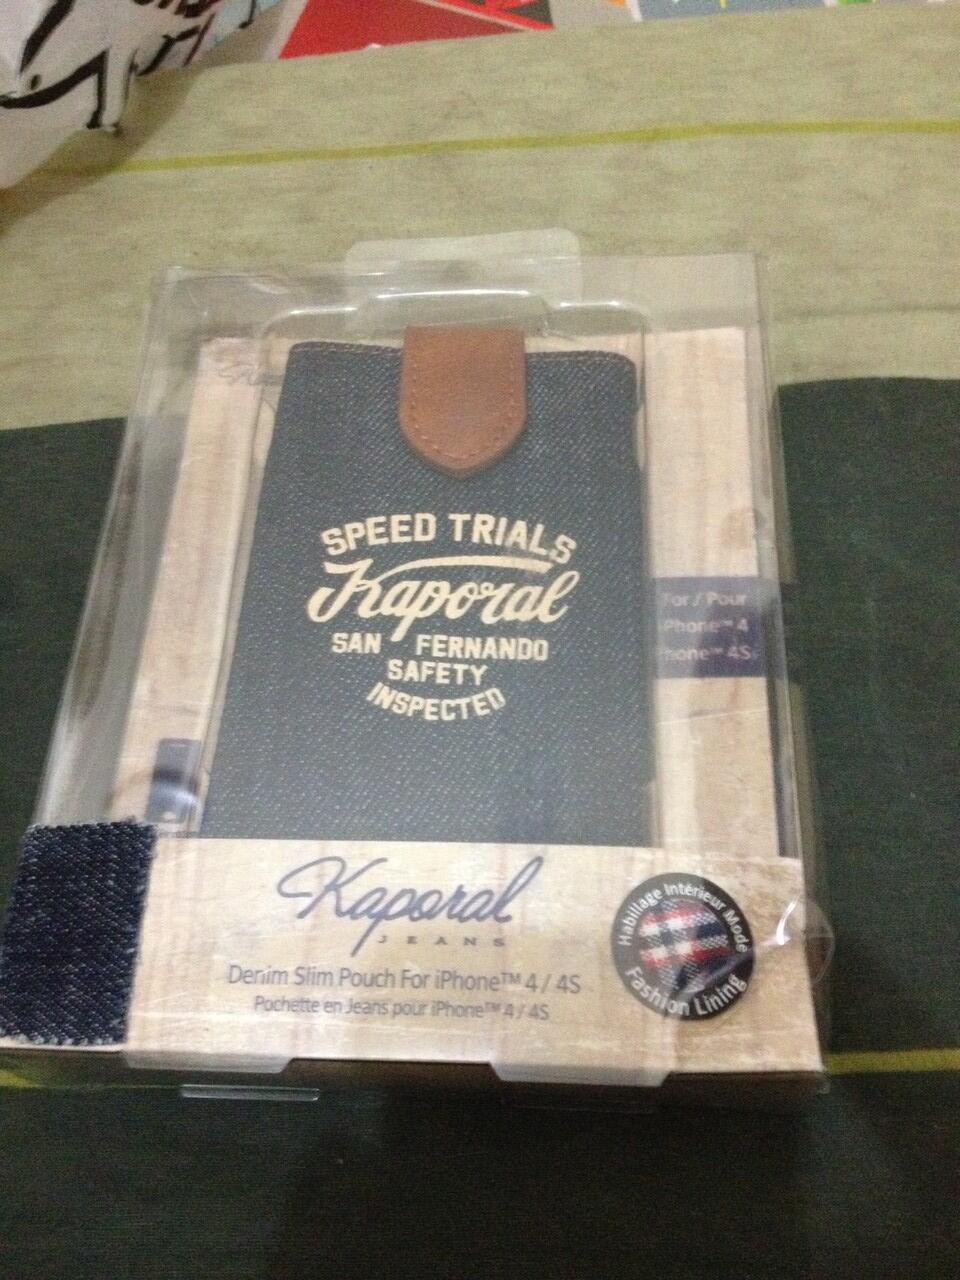 SPEED TRIALS
Kaporal
SAN FERNANDO
SAFETY
INSPECTED
For / Pour
iPhone™ 4
iPhone™ 4S
Kaporal
JEANS
Denim Slim Pouch For iPhone™ 4 / 4S
Pochette en Jeans pour iPhone™ 4 / 4S
Habillage Intérieur Mode
Fashion Lining